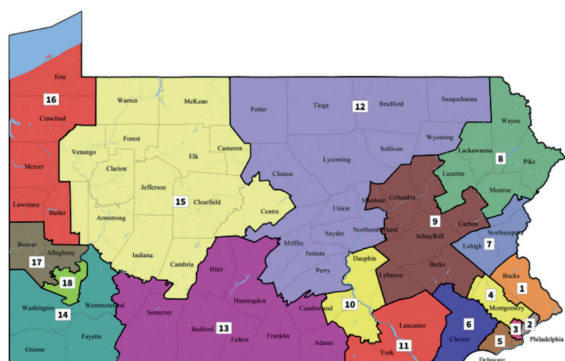 Erie
16
Crawford
Warren
McKean
Potter
Tioga
12
Bradford
Susquehanna
Wayne
Forest
Elk
Cameron
Wyoming
Sullivan
Lackawanna
8
Pike
Venango
Clarion
Mercer
Jefferson
Clinton
Lycoming
Luzerne
Monroe
Lawrence
Butler
15
Clearfield
Centre
Union
Montour
Columbia
9
Carbon
Armstrong
Snyder
Northumberland
Schuylkill
Northampton
Lehigh
7
Beaver
Allegheny
17
18
Indiana
Cambria
Blair
Mifflin
Juniata
Perry
Dauphin
Lebanon
Berks
Bucks
1
4
Montgomery
Washington
14
Westmoreland
Somerset
Huntingdon
Bedford
13
Cumberland
10
Lancaster
11
6
Chester
5
3
2
Philadelphia
Greene
Fayette
Fulton
Franklin
Adams
York
Delaware